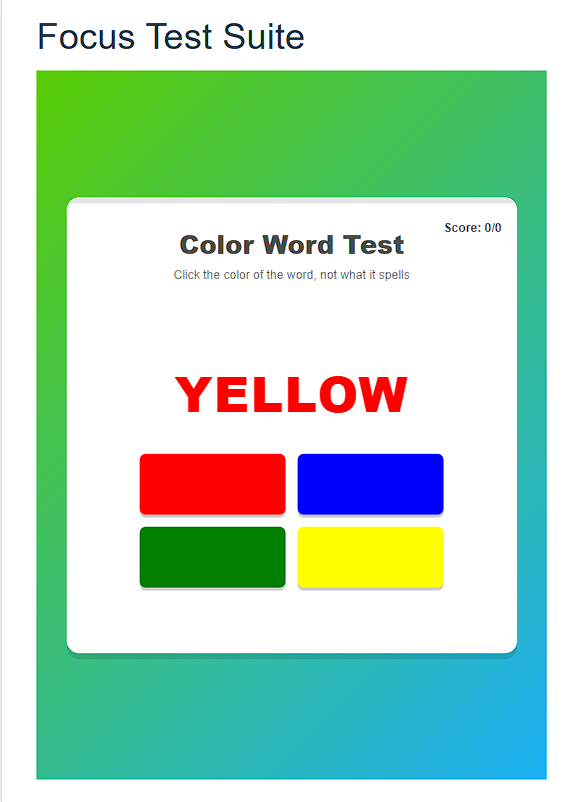 Focus Test Suite
Score: 0/0
Color Word Test
Click the color of the word, not what it spells
YELLOW